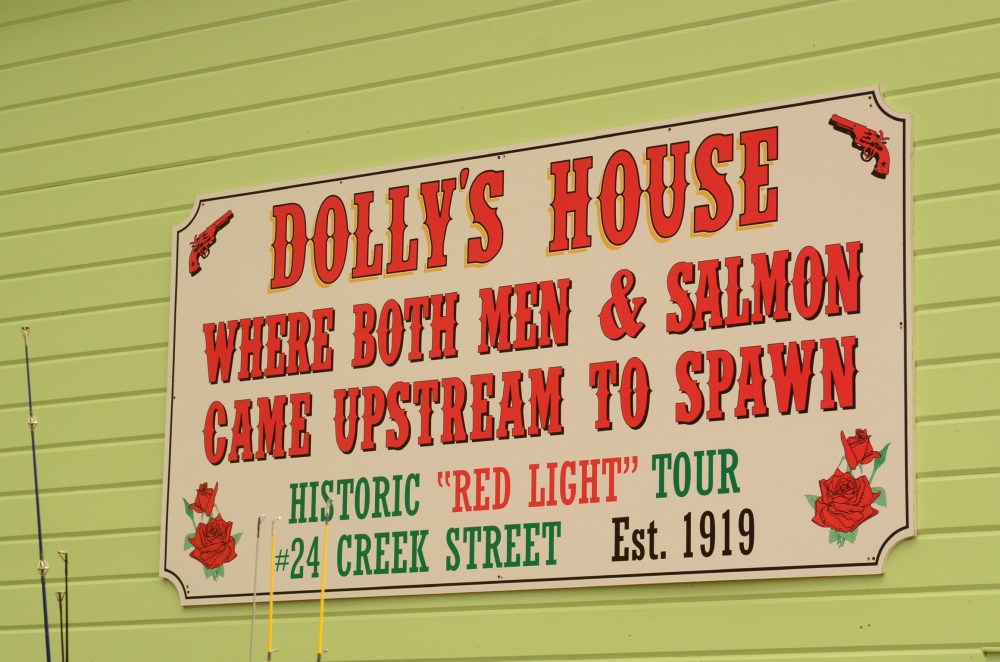 DOLLY'S HOUSE
WHERE BOTH MEN & SALMON
CAME UPSTREAM TO SPAWN
HISTORIC "RED LIGHT" TOUR
#24 CREEK STREET Est. 1919